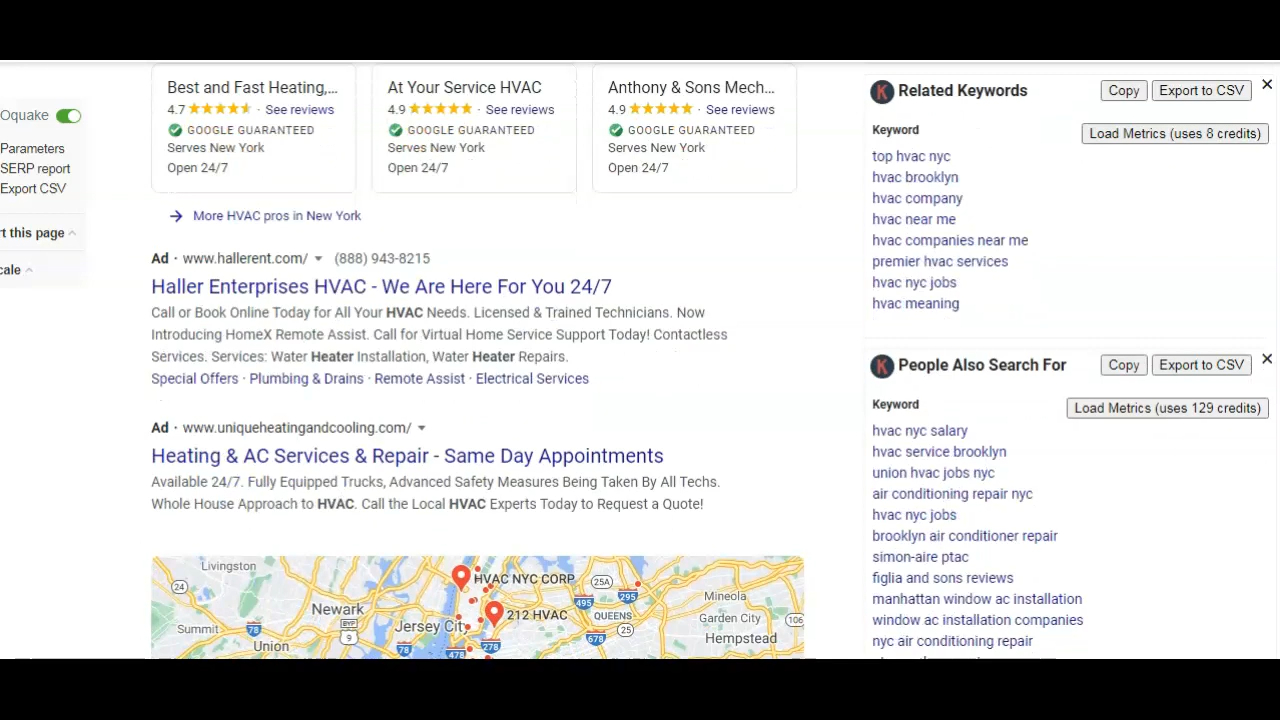 Oquake
Parameters
SERP report
Export CSV
rt this page
cale
Best and Fast Heating,...
4.7 · See reviews
GOOGLE GUARANTEED
Serves New York
Open 24/7
At Your Service HVAC
4.9 · See reviews
GOOGLE GUARANTEED
Serves New York
Open 24/7
Anthony & Sons Mech...
4.9 · See reviews
GOOGLE GUARANTEED
Serves New York
Open 24/7
More HVAC pros in New York
Ad · www.hallerent.com/ (888) 943-8215
Haller Enterprises HVAC - We Are Here For You 24/7
Call or Book Online Today for All Your HVAC Needs. Licensed & Trained Technicians. Now
Introducing HomeX Remote Assist. Call for Virtual Home Service Support Today! Contactless
Services. Services: Water Heater Installation, Water Heater Repairs.
Special Offers · Plumbing & Drains · Remote Assist · Electrical Services
Ad · www.uniqueheatingandcooling.com/
Heating & AC Services & Repair - Same Day Appointments
Available 24/7. Fully Equipped Trucks, Advanced Safety Measures Being Taken By All Techs.
Whole House Approach to HVAC. Call the Local HVAC Experts Today to Request a Quote!
Livingston
24
HVAC NYC CORP
25A
495
295
Mineola
Newark
BYP
9
212 HVAC
QUEENS
Garden City
106
Summit
78
Jersey City
25
678
Hempstead
Union
78
478
278
K Related Keywords
Copy
Export to CSV
Keyword
Load Metrics (uses 8 credits)
top hvac nyc
hvac brooklyn
hvac company
hvac near me
hvac companies near me
premier hvac services
hvac nyc jobs
hvac meaning
K People Also Search For
Copy
Export to CSV
Keyword
Load Metrics (uses 129 credits)
hvac nyc salary
hvac service brooklyn
union hvac jobs nyc
air conditioning repair nyc
hvac nyc jobs
brooklyn air conditioner repair
simon-aire ptac
figlia and sons reviews
manhattan window ac installation
window ac installation companies
nyc air conditioning repair